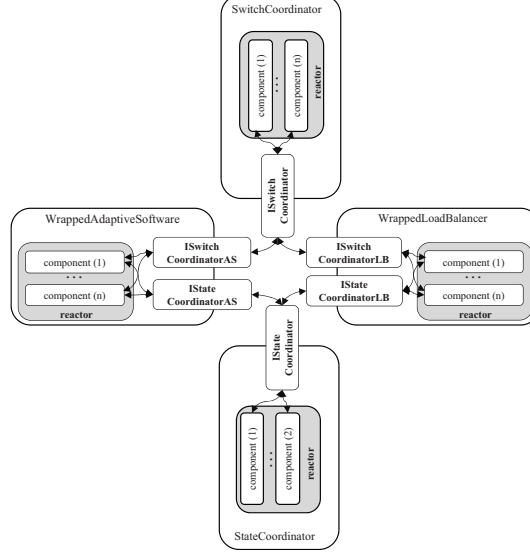 SwitchCoordinator
component (1)
• • •
component (n)
reactor
ISwitch
Coordinator
WrappedAdaptiveSoftware
component (1)
• • •
component (n)
reactor
ISwitch
CoordinatorAS
IState
CoordinatorAS
WrappedLoadBalancer
ISwitch
CoordinatorLB
IState
CoordinatorLB
component (1)
• • •
component (n)
reactor
IState
Coordinator
component (1)
• • •
component (2)
reactor
StateCoordinator